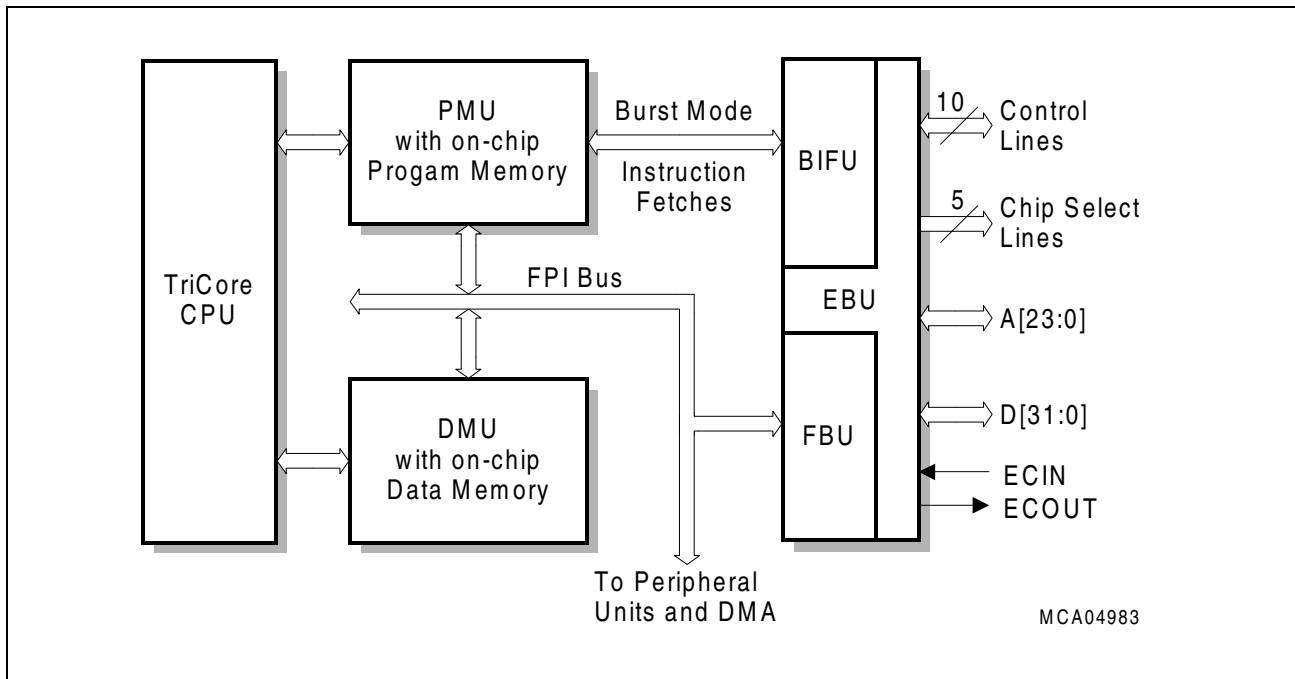 TriCore
CPU
PMU
with on-chip
Progam Memory
Burst Mode
Instruction
Fetches
FPI Bus
DMU
with on-chip
Data Memory
To Peripheral
Units and DMA
BIFU
EBU
FBU
10
Control
Lines
5
Chip Select
Lines
A[23:0]
D[31:0]
ECIN
ECOUT
MCA04983